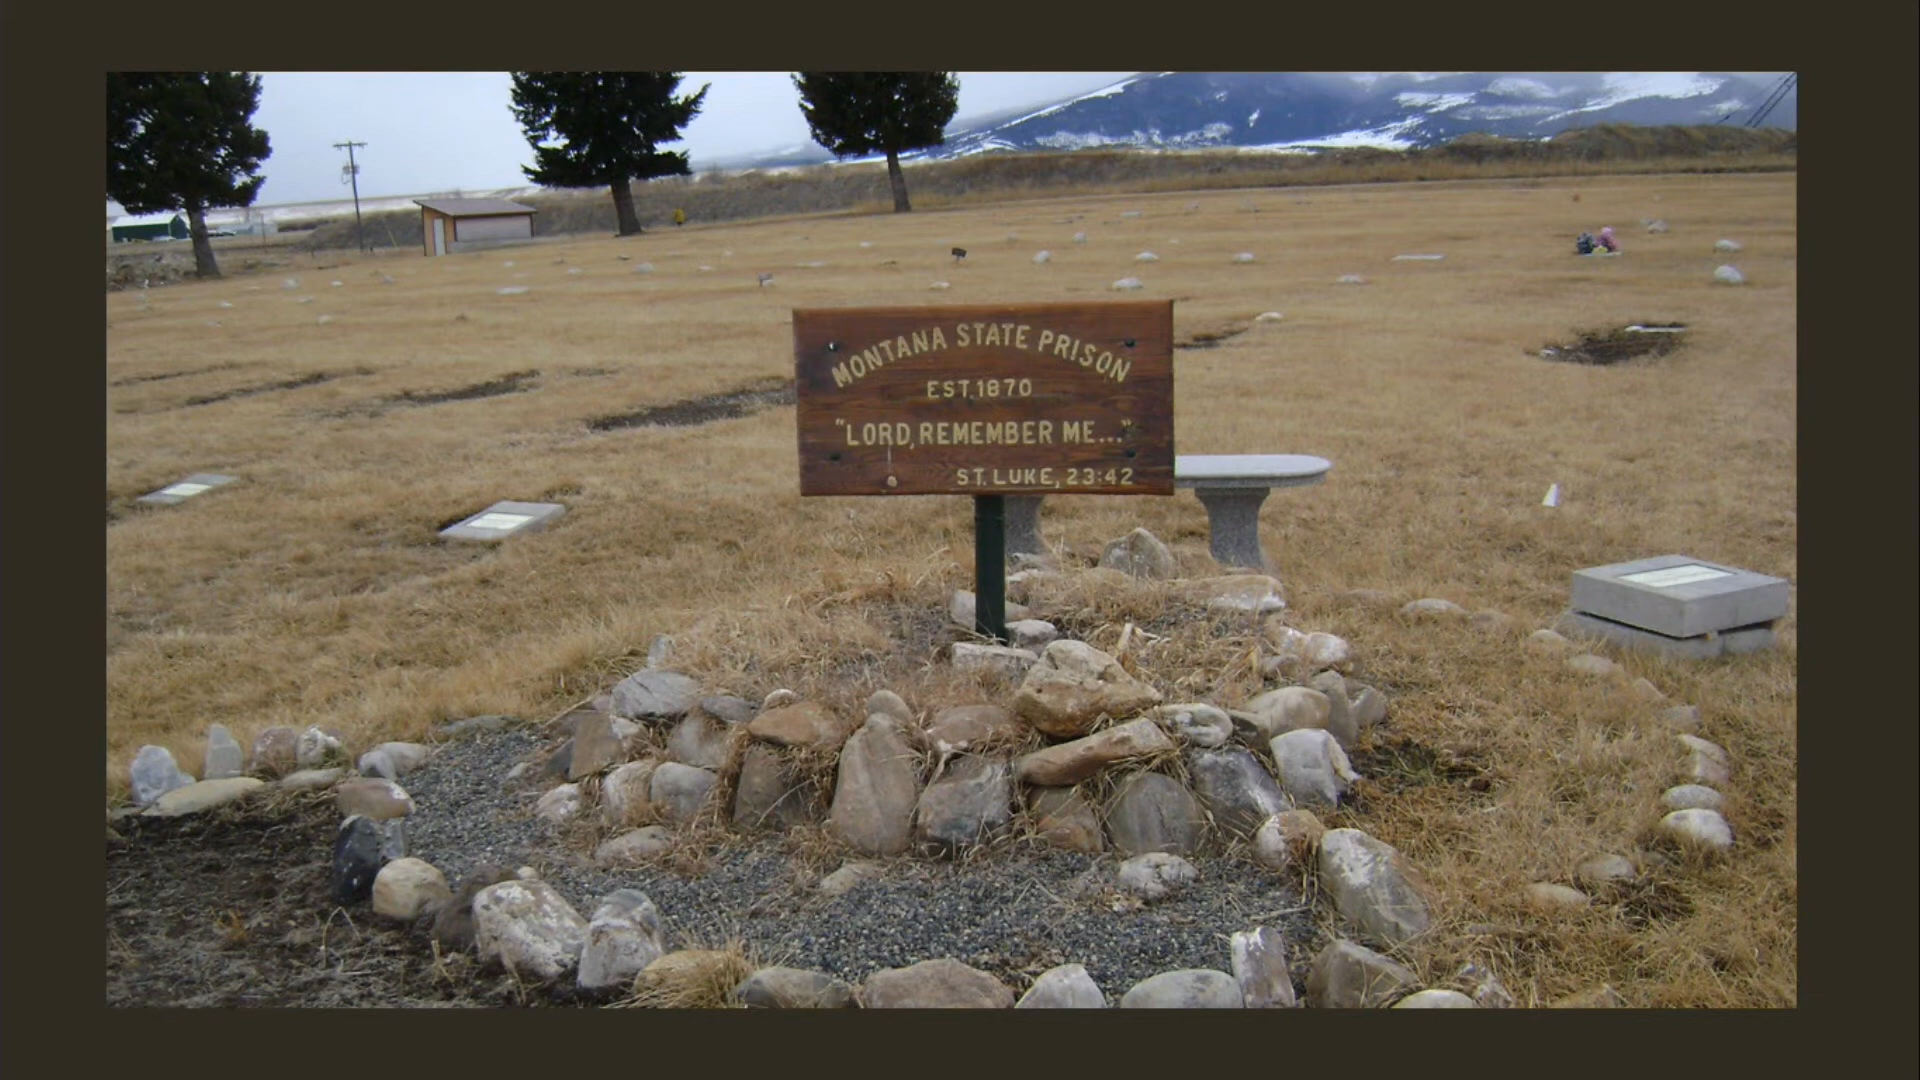 MONTANA STATE PRISON
EST.1870
"LORD, REMEMBER ME..."
ST. LUKE, 23:42